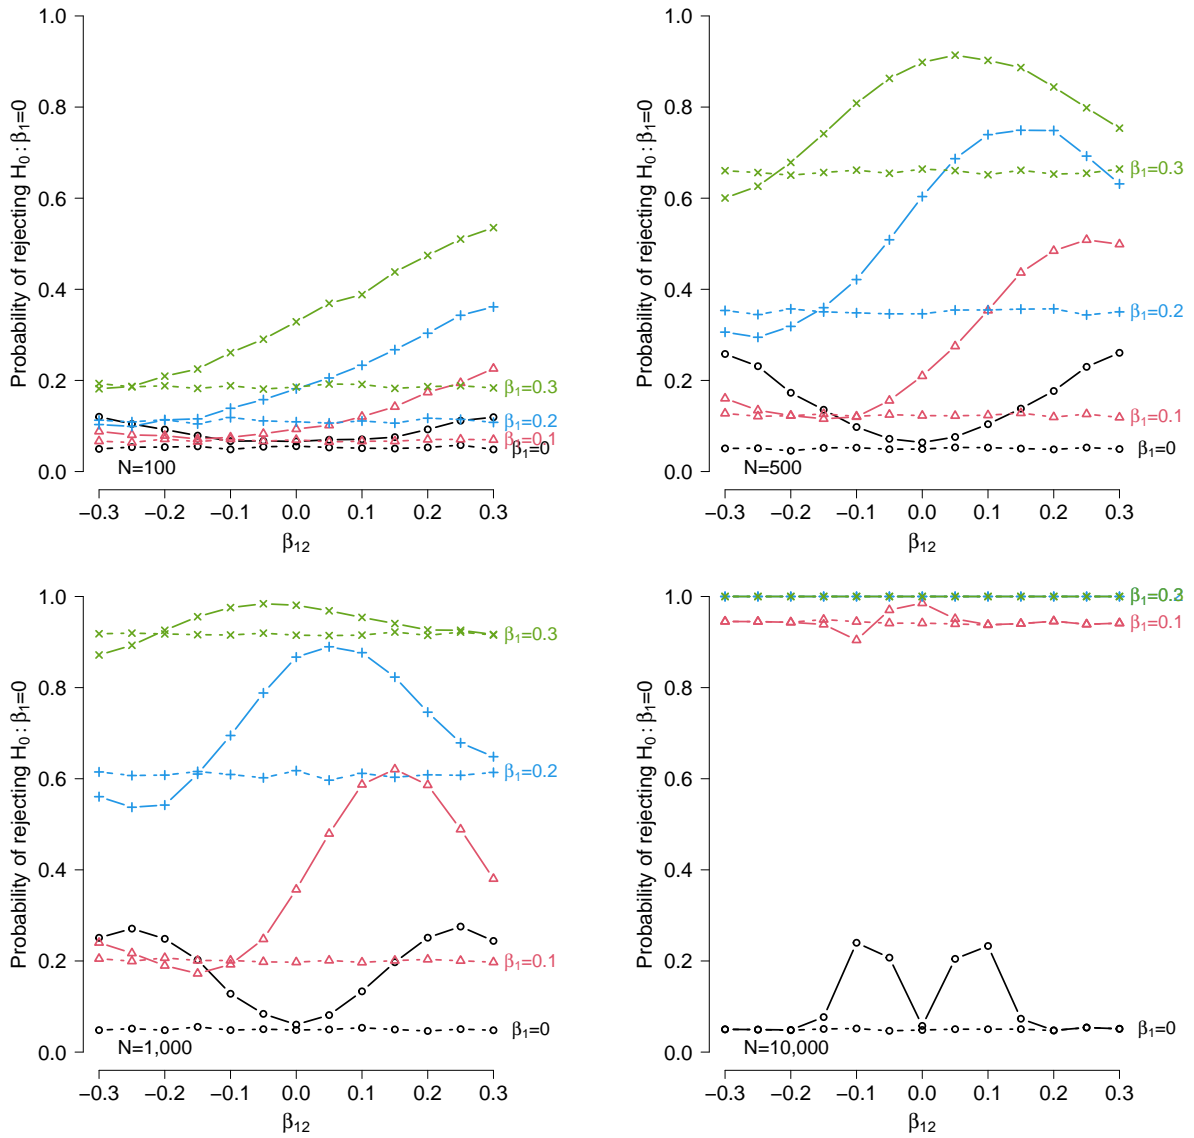 1.0
0.8
0.6
0.4
0.2
0.0
Probability of rejecting H₀ : β₁=0
β₁=0.3
β₁=0.2
β₁=0.1
β₁=0
N=100
−0.3 −0.2 −0.1 0.0 0.1 0.2 0.3
β₁₂
1.0
0.8
0.6
0.4
0.2
0.0
Probability of rejecting H₀ : β₁=0
β₁=0.3
β₁=0.2
β₁=0.1
β₁=0
N=500
−0.3 −0.2 −0.1 0.0 0.1 0.2 0.3
β₁₂
1.0
0.8
0.6
0.4
0.2
0.0
Probability of rejecting H₀ : β₁=0
β₁=0.3
β₁=0.2
β₁=0.1
β₁=0
N=1,000
−0.3 −0.2 −0.1 0.0 0.1 0.2 0.3
β₁₂
1.0
0.8
0.6
0.4
0.2
0.0
Probability of rejecting H₀ : β₁=0
β₁=0.1
β₁=0
N=10,000
−0.3 −0.2 −0.1 0.0 0.1 0.2 0.3
β₁₂